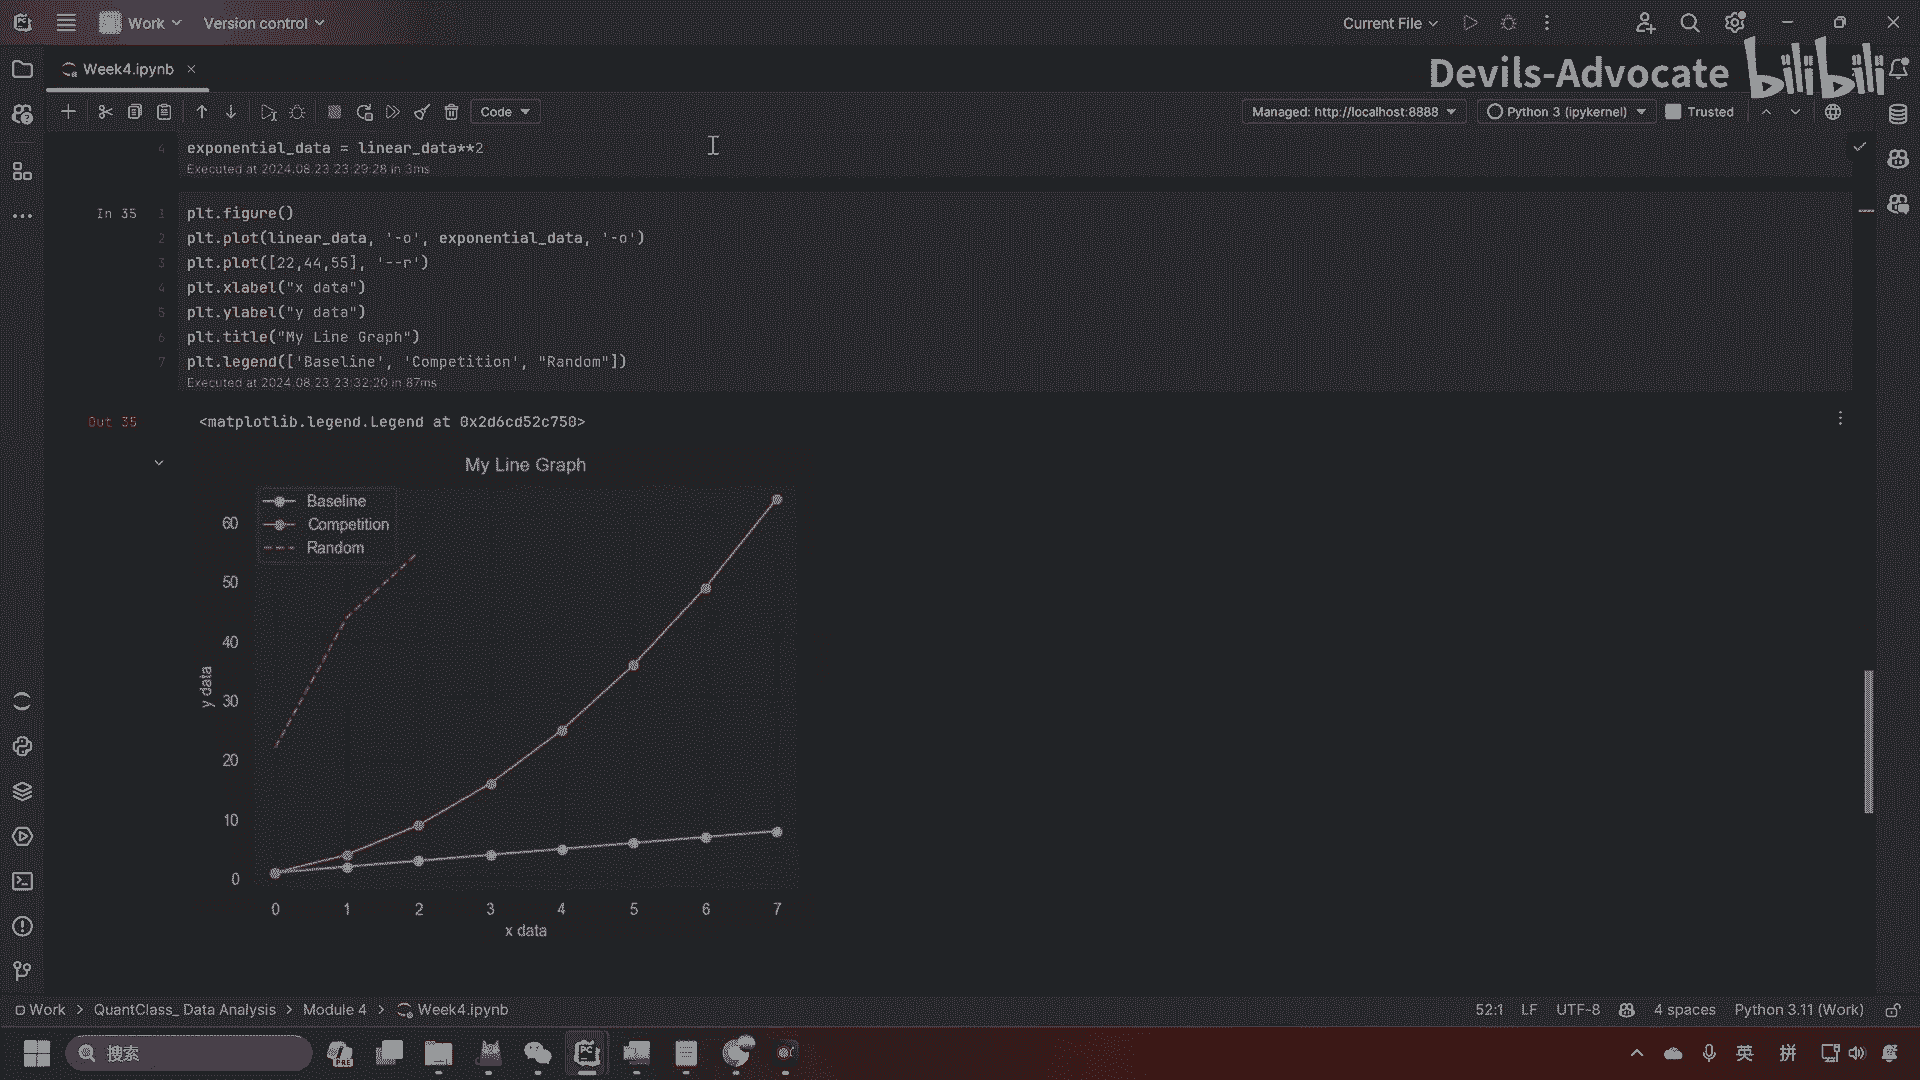 Work
Version control
Current File
Week4.ipynb
Devils-Advocate bilibili
Code
Managed: http://localhost:8888
Python 3 (ipykernel)
Trusted
4 exponential_data = linear_data**2
Executed at 2024.08.23 23:29:28 in 3ms
In 35
1 plt.figure()
2 plt.plot(linear_data, '-o', exponential_data, '-o')
3 plt.plot([22,44,55], '--r')
4 plt.xlabel("x data")
5 plt.ylabel("y data")
6 plt.title("My Line Graph")
7 plt.legend(['Baseline', 'Competition', "Random"])
Executed at 2024.08.23 23:32:20 in 87ms
Out 35
<matplotlib.legend.Legend at 0x2d6cd52c750>
My Line Graph
Baseline
Competition
Random
60
50
40
30
20
10
0
y data
0 1 2 3 4 5 6 7
x data
Work > QuantClass_ Data Analysis > Module 4 > Week4.ipynb
52:1 LF UTF-8 4 spaces Python 3.11 (Work)
搜索
英
拼